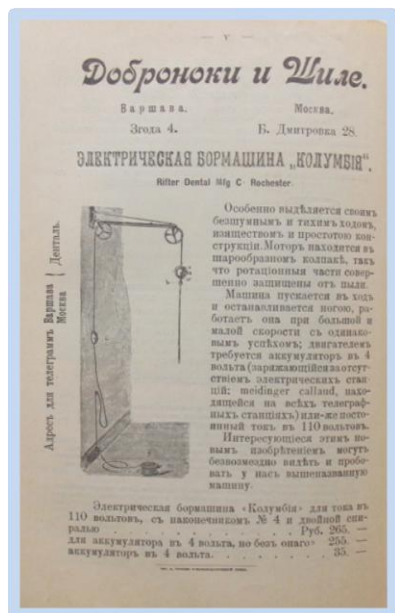 — V —
Доброноки и Шиле.
Варшава. Москва.
Згода 4. Б. Дмитровка 28.
ЭЛЕКТРИЧЕСКАЯ БОРМАШИНА „КОЛУМБІЯ“.
Ritter Dental Mfg C- Rochester
Адресъ для телеграммъ Варшава Москва } Денталь.
Особенно выдѣляется своимъ
безшумнымъ и тихимъ ходомъ,
изяществомъ и простотою кон-
струкціи. Моторъ находится въ
шарообразномъ колпакѣ, такъ
что ротаціонныя части совер-
шенно защищены отъ пыли.
Машина пускается въ ходъ
и останавливается ногою, ра-
ботаетъ она при большой и
малой скорости съ одинако-
вымъ успѣхомъ; двигателемъ
требуется аккумуляторъ въ 4
вольта (заряжающійся за отсут-
ствіемъ электрическихъ стан-
цій; meidinger calland, нахо-
дящейся на всѣхъ телеграф-
ныхъ станціяхъ) или-же посто-
янный токъ въ 110 вольтовъ.
Интересующіеся этимъ но-
вымъ изобрѣтеніемъ могутъ
безвозмездно видѣть и пробо-
вать у насъ вышеназванную
машину.
Электрическая бормашина «Колумбія» для тока въ
110 вольтовъ, съ наконечникомъ № 4 и двойной спи-
ралью . . . . . . . . . . . Руб. 265. —
для аккумулятора въ 4 вольта, но безъ онаго " 255. —
аккумуляторъ въ 4 вольта. . . . . . . . " 35. —